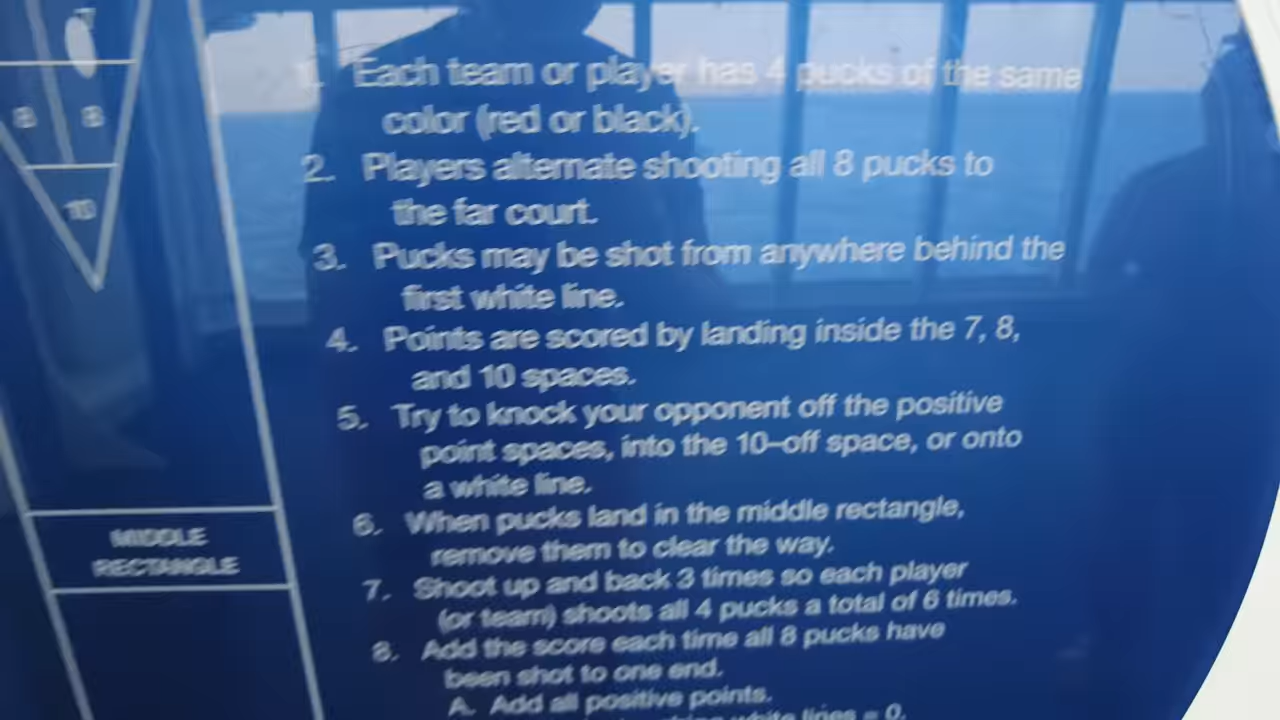 7
8 8
10
MIDDLE
RECTANGLE
1. Each team or player has 4 pucks of the same
color (red or black).
2. Players alternate shooting all 8 pucks to
the far court.
3. Pucks may be shot from anywhere behind the
first white line.
4. Points are scored by landing inside the 7, 8,
and 10 spaces.
5. Try to knock your opponent off the positive
point spaces, into the 10-off space, or onto
a white line.
6. When pucks land in the middle rectangle,
remove them to clear the way.
7. Shoot up and back 3 times so each player
(or team) shoots all 4 pucks a total of 6 times.
8. Add the score each time all 8 pucks have
been shot to one end.
A. Add all positive points.
white lines = 0.